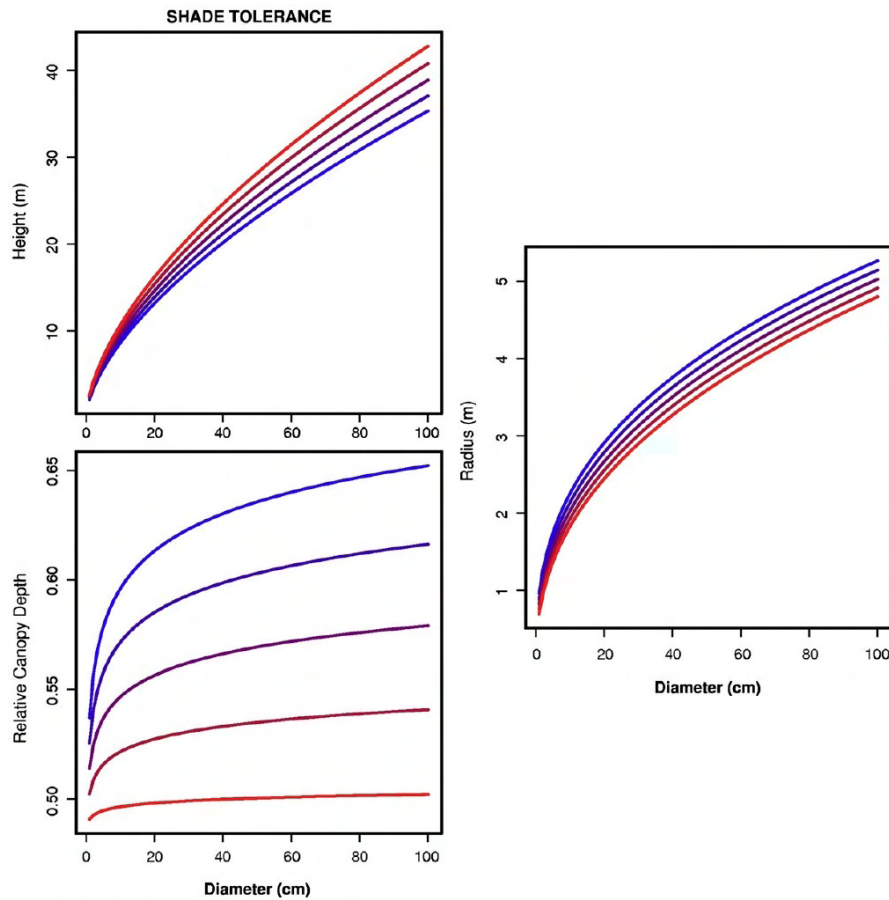 SHADE TOLERANCE
Height (m)
40
30
20
10
0 20 40 60 80 100
Relative Canopy Depth
0.65
0.60
0.55
0.50
0 20 40 60 80 100
Diameter (cm)
Radius (m)
5
4
3
2
1
0 20 40 60 80 100
Diameter (cm)